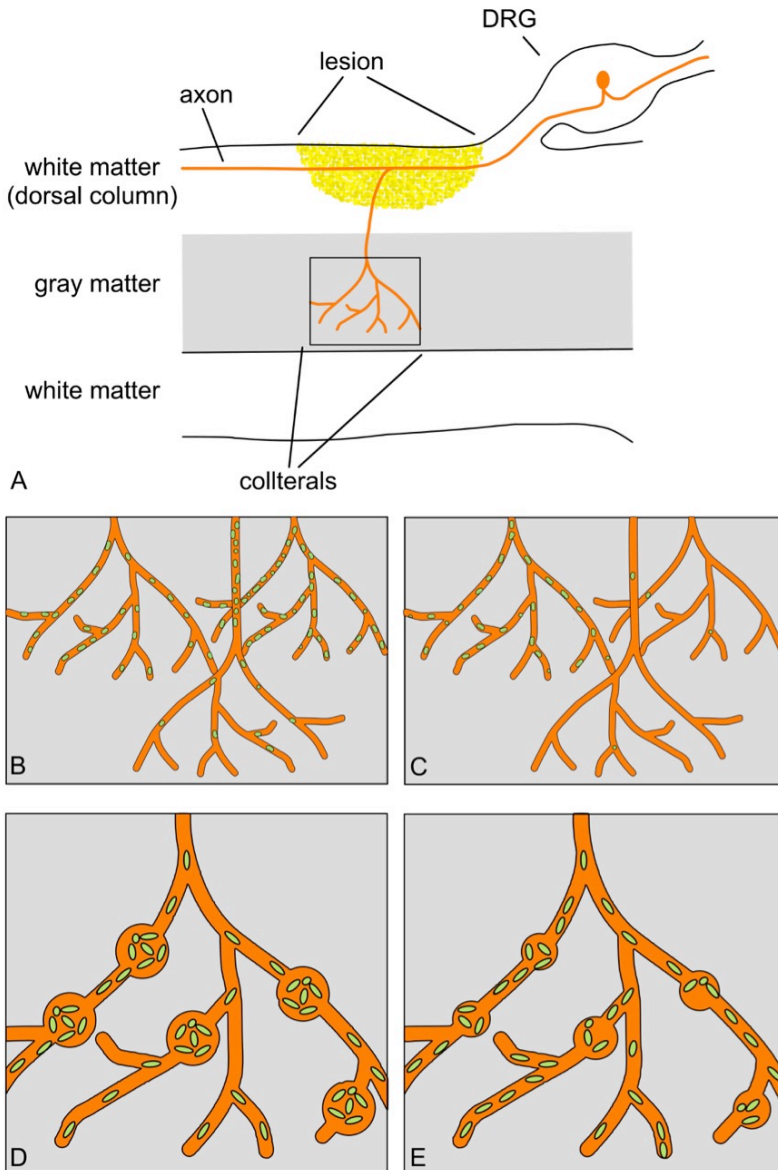 DRG
lesion
axon
white matter
(dorsal column)
gray matter
white matter
A
collterals
B
C
D
E